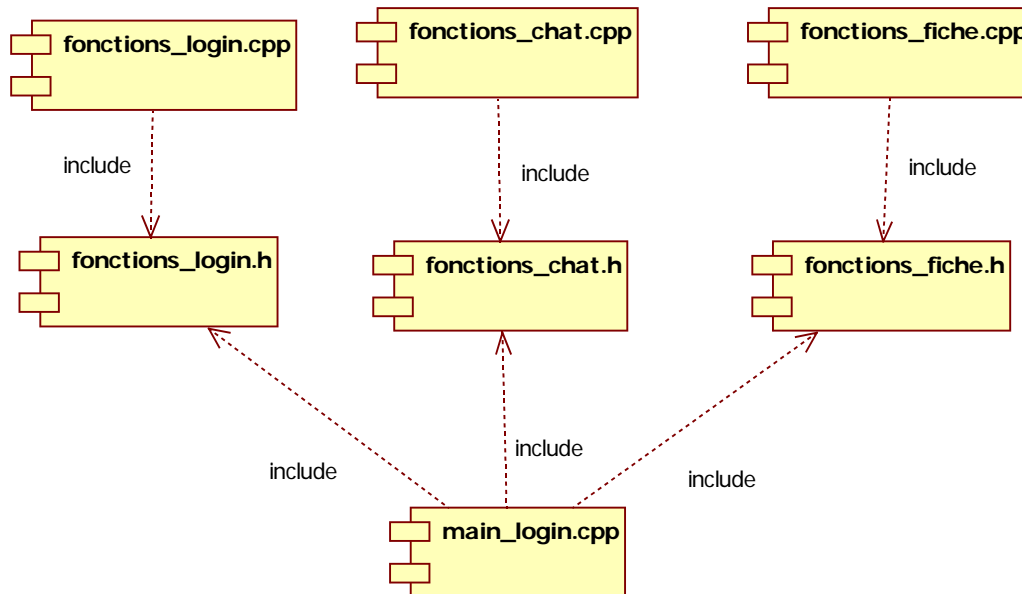 fonctions_login.cpp
fonctions_chat.cpp
fonctions_fiche.cpp
include
include
include
fonctions_login.h
fonctions_chat.h
fonctions_fiche.h
include
include
include
main_login.cpp